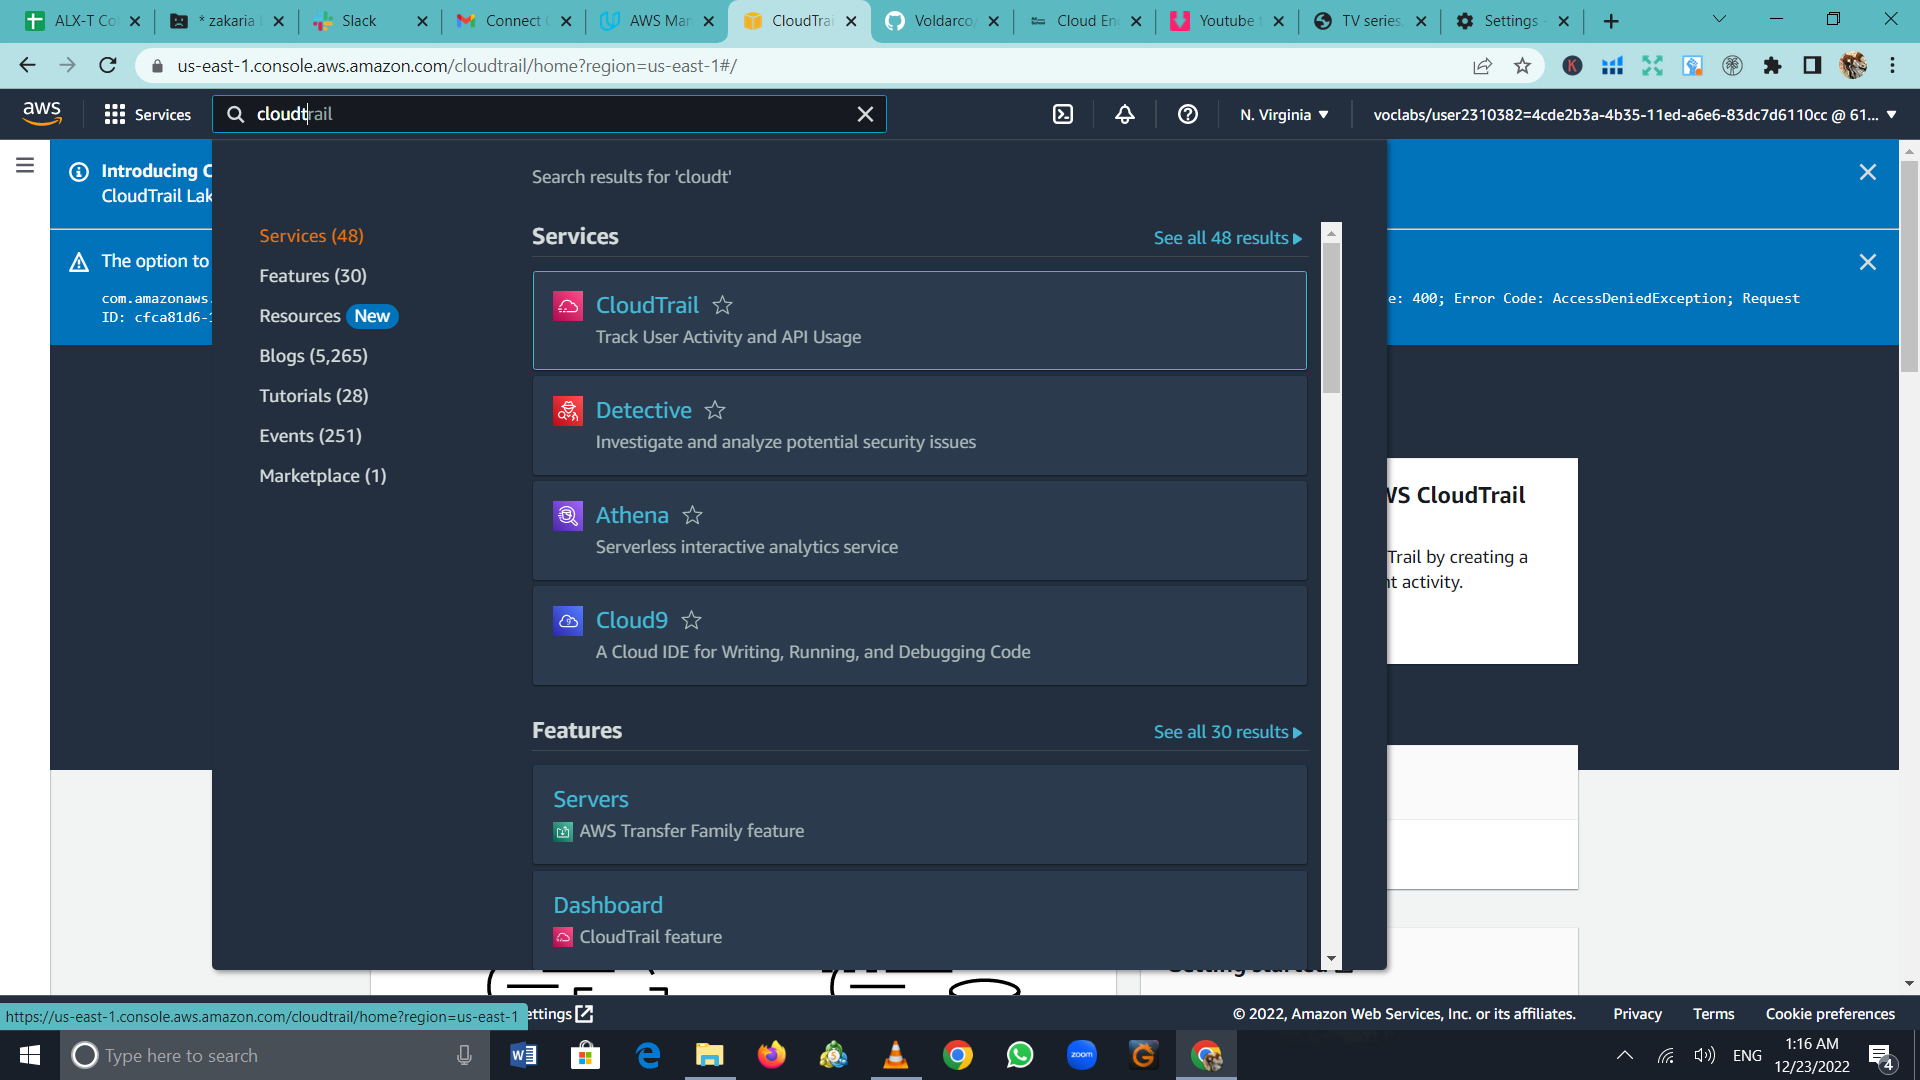 ALX-T Co
* zakaria
Slack
Connect
AWS Mar
CloudTrai
Voldarco
Cloud En
Youtube
TV series,
Settings
us-east-1.console.aws.amazon.com/cloudtrail/home?region=us-east-1#/
aws
Services
cloudtrail
N. Virginia
voclabs/user2310382=4cde2b3a-4b35-11ed-a6e6-83dc7d6110cc @ 61...
Introducing C
CloudTrail Lak
The option to
com.amazonaws.
e: 400; Error Code: AccessDeniedException; Request
ID: cfca81d6-
Search results for 'cloudt'
Services (48)
Features (30)
Resources New
Blogs (5,265)
Tutorials (28)
Events (251)
Marketplace (1)
Services
See all 48 results
CloudTrail
Track User Activity and API Usage
Detective
Investigate and analyze potential security issues
Athena
Serverless interactive analytics service
Cloud9
A Cloud IDE for Writing, Running, and Debugging Code
Features
See all 30 results
Servers
AWS Transfer Family feature
Dashboard
CloudTrail feature
WS CloudTrail
Trail by creating a
nt activity.
Getting started
https://us-east-1.console.aws.amazon.com/cloudtrail/home?region=us-east-1
ettings
© 2022, Amazon Web Services, Inc. or its affiliates.
Privacy
Terms
Cookie preferences
Type here to search
zoom
ENG
1:16 AM
12/23/2022
4